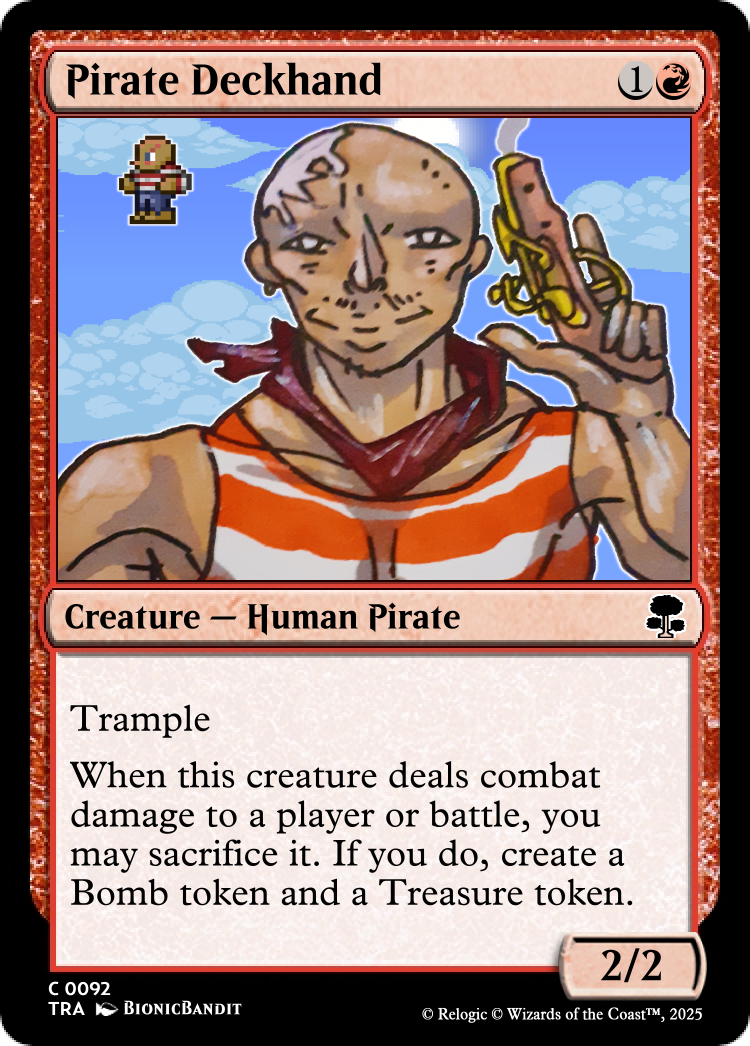 Pirate Deckhand 1
Creature — Human Pirate
Trample
When this creature deals combat
damage to a player or battle, you
may sacrifice it. If you do, create a
Bomb token and a Treasure token.
2/2
C 0092
TRA BionicBandit
© Relogic © Wizards of the Coast™, 2025